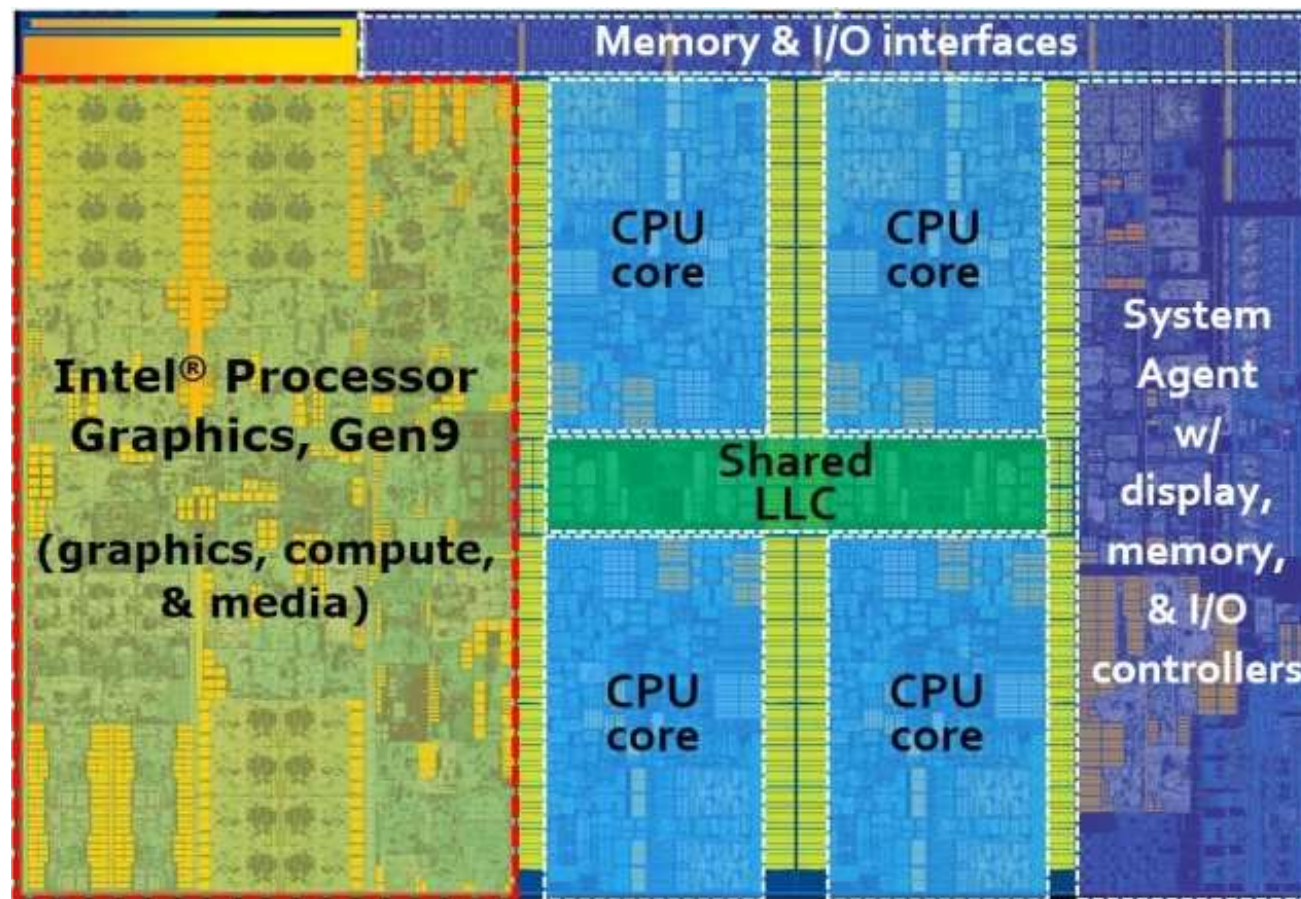 Memory & I/O interfaces
CPU
core
CPU
core
Intel® Processor
Graphics, Gen9
(graphics, compute,
& media)
Shared
LLC
CPU
core
CPU
core
System
Agent
w/
display,
memory,
& I/O
controllers